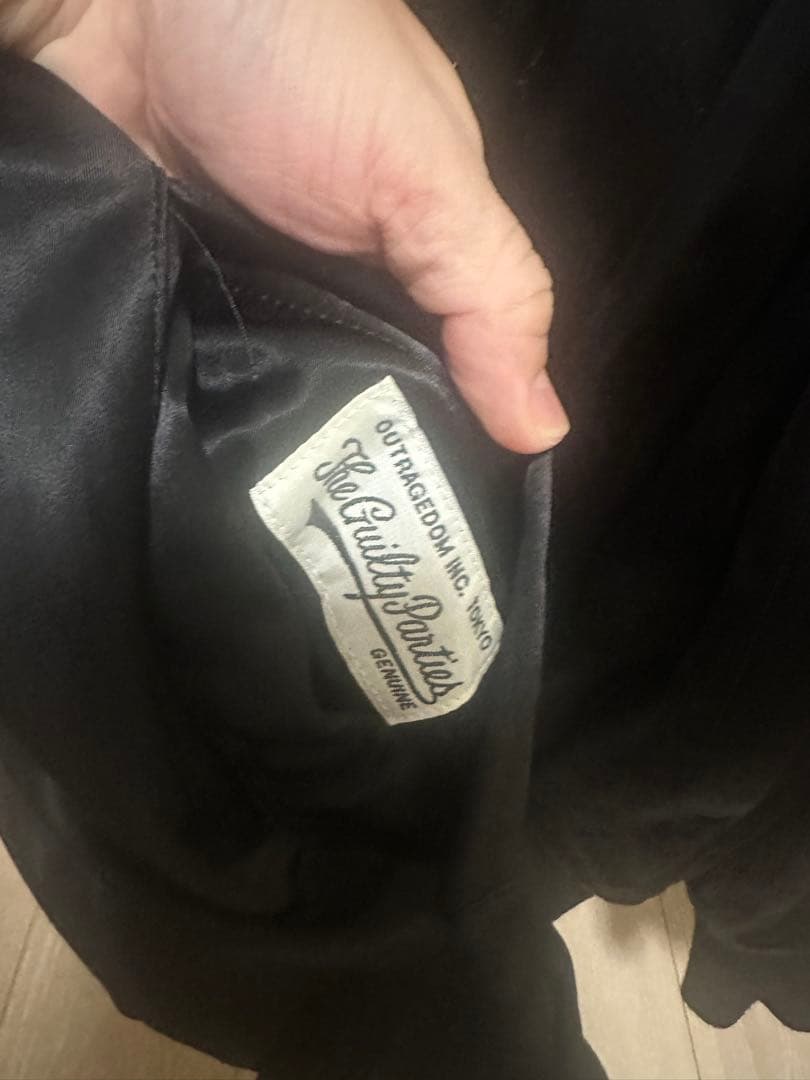 OUTRAGEDOM INC. TOKYO
The Guilty Parties
GENUINE